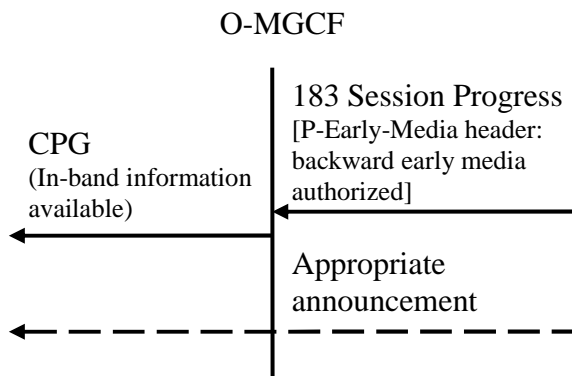 O-MGCF
183 Session Progress
[P-Early-Media header:
backward early media
authorized]
CPG
(In-band information
available)
Appropriate
announcement